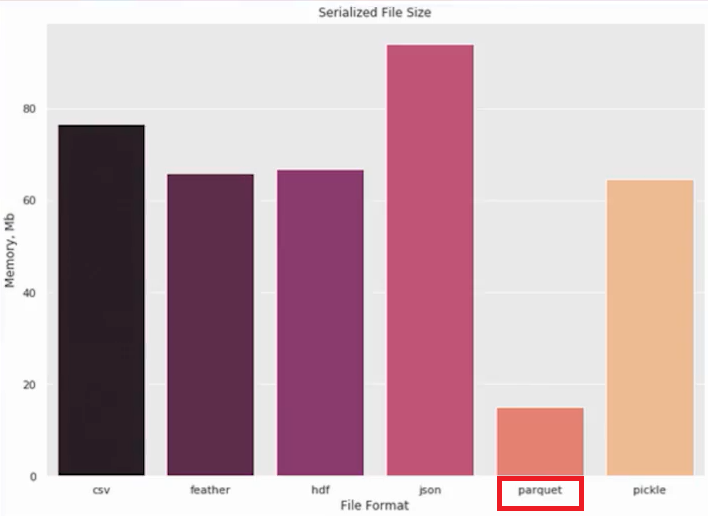 Serialized File Size
Memory, Mb
80
60
40
20
0
csv feather hdf json parquet pickle
File Format